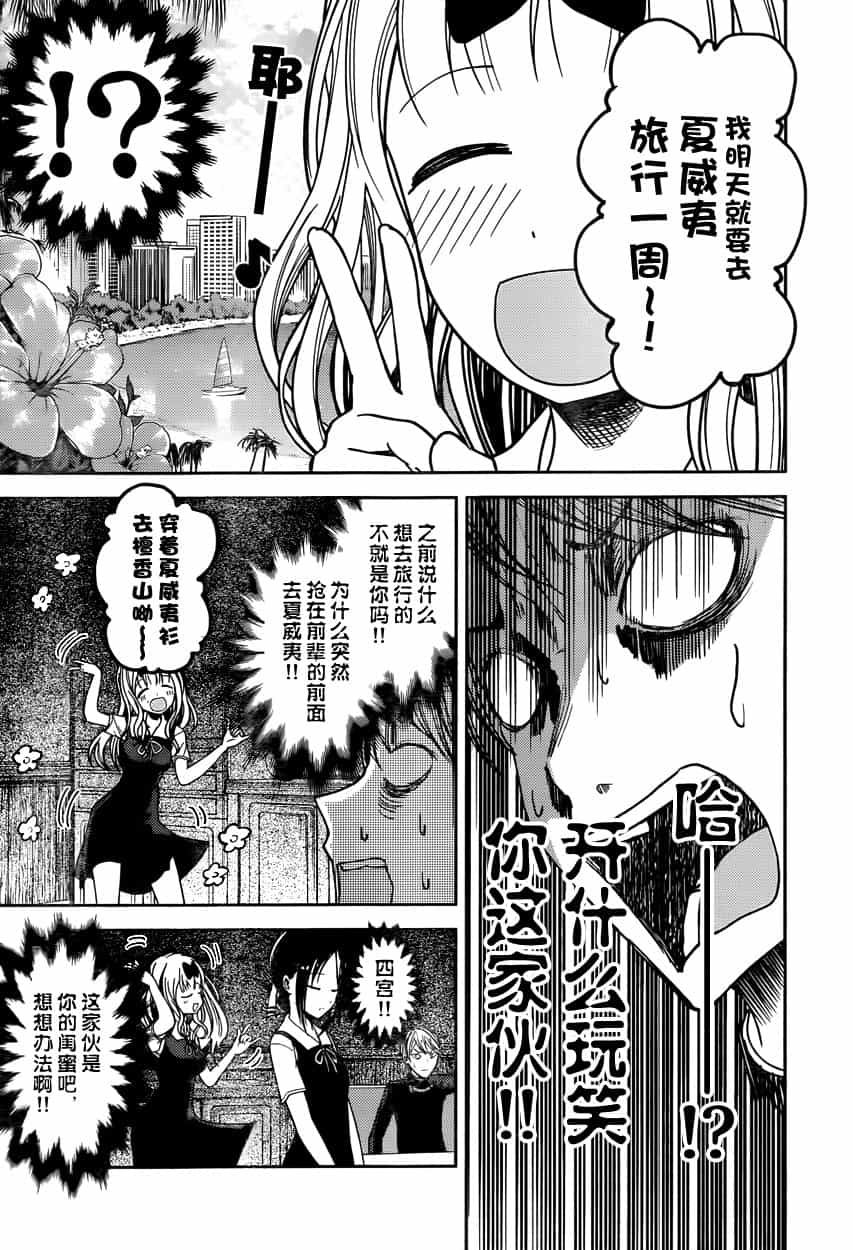 我明天就要去
夏威夷
旅行一周~！
耶——♪
！？
哈——！？
开什么玩笑
你这家伙！！
之前说什么
想去旅行的
不就是你吗！！
为什么突然
抢在前辈的前面
去夏威夷！！
穿着夏威夷衫
去檀香山呦~~
四宫！！
这家伙是
你的闺蜜吧，
想想办法啊！！